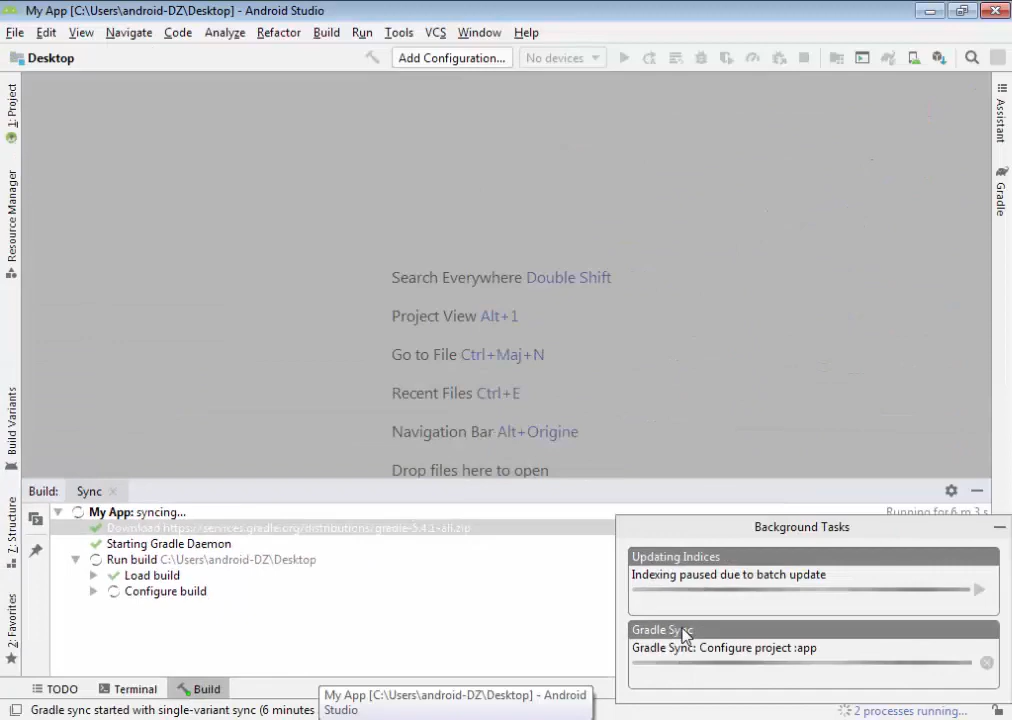 My App [C:\Users\android-DZ\Desktop] - Android Studio
File Edit View Navigate Code Analyze Refactor Build Run Tools VCS Window Help
Desktop Add Configuration... No devices
1: Project
Resource Manager
Build Variants
7: Structure
2: Favorites
Assistant
Gradle
Search Everywhere Double Shift
Project View Alt+1
Go to File Ctrl+Maj+N
Recent Files Ctrl+E
Navigation Bar Alt+Origine
Drop files here to open
Build: Sync
My App: syncing... Running for 6 m 3 s
Download https://services.gradle.org/distributions/gradle-5.4.1-all.zip
Starting Gradle Daemon
Run build C:\Users\android-DZ\Desktop
Load build
Configure build
Background Tasks
Updating Indices
Indexing paused due to batch update
Gradle Sync
Gradle Sync: Configure project :app
TODO Terminal Build
My App [C:\Users\android-DZ\Desktop] - Android
Studio
Gradle sync started with single-variant sync (6 minutes
2 processes running...